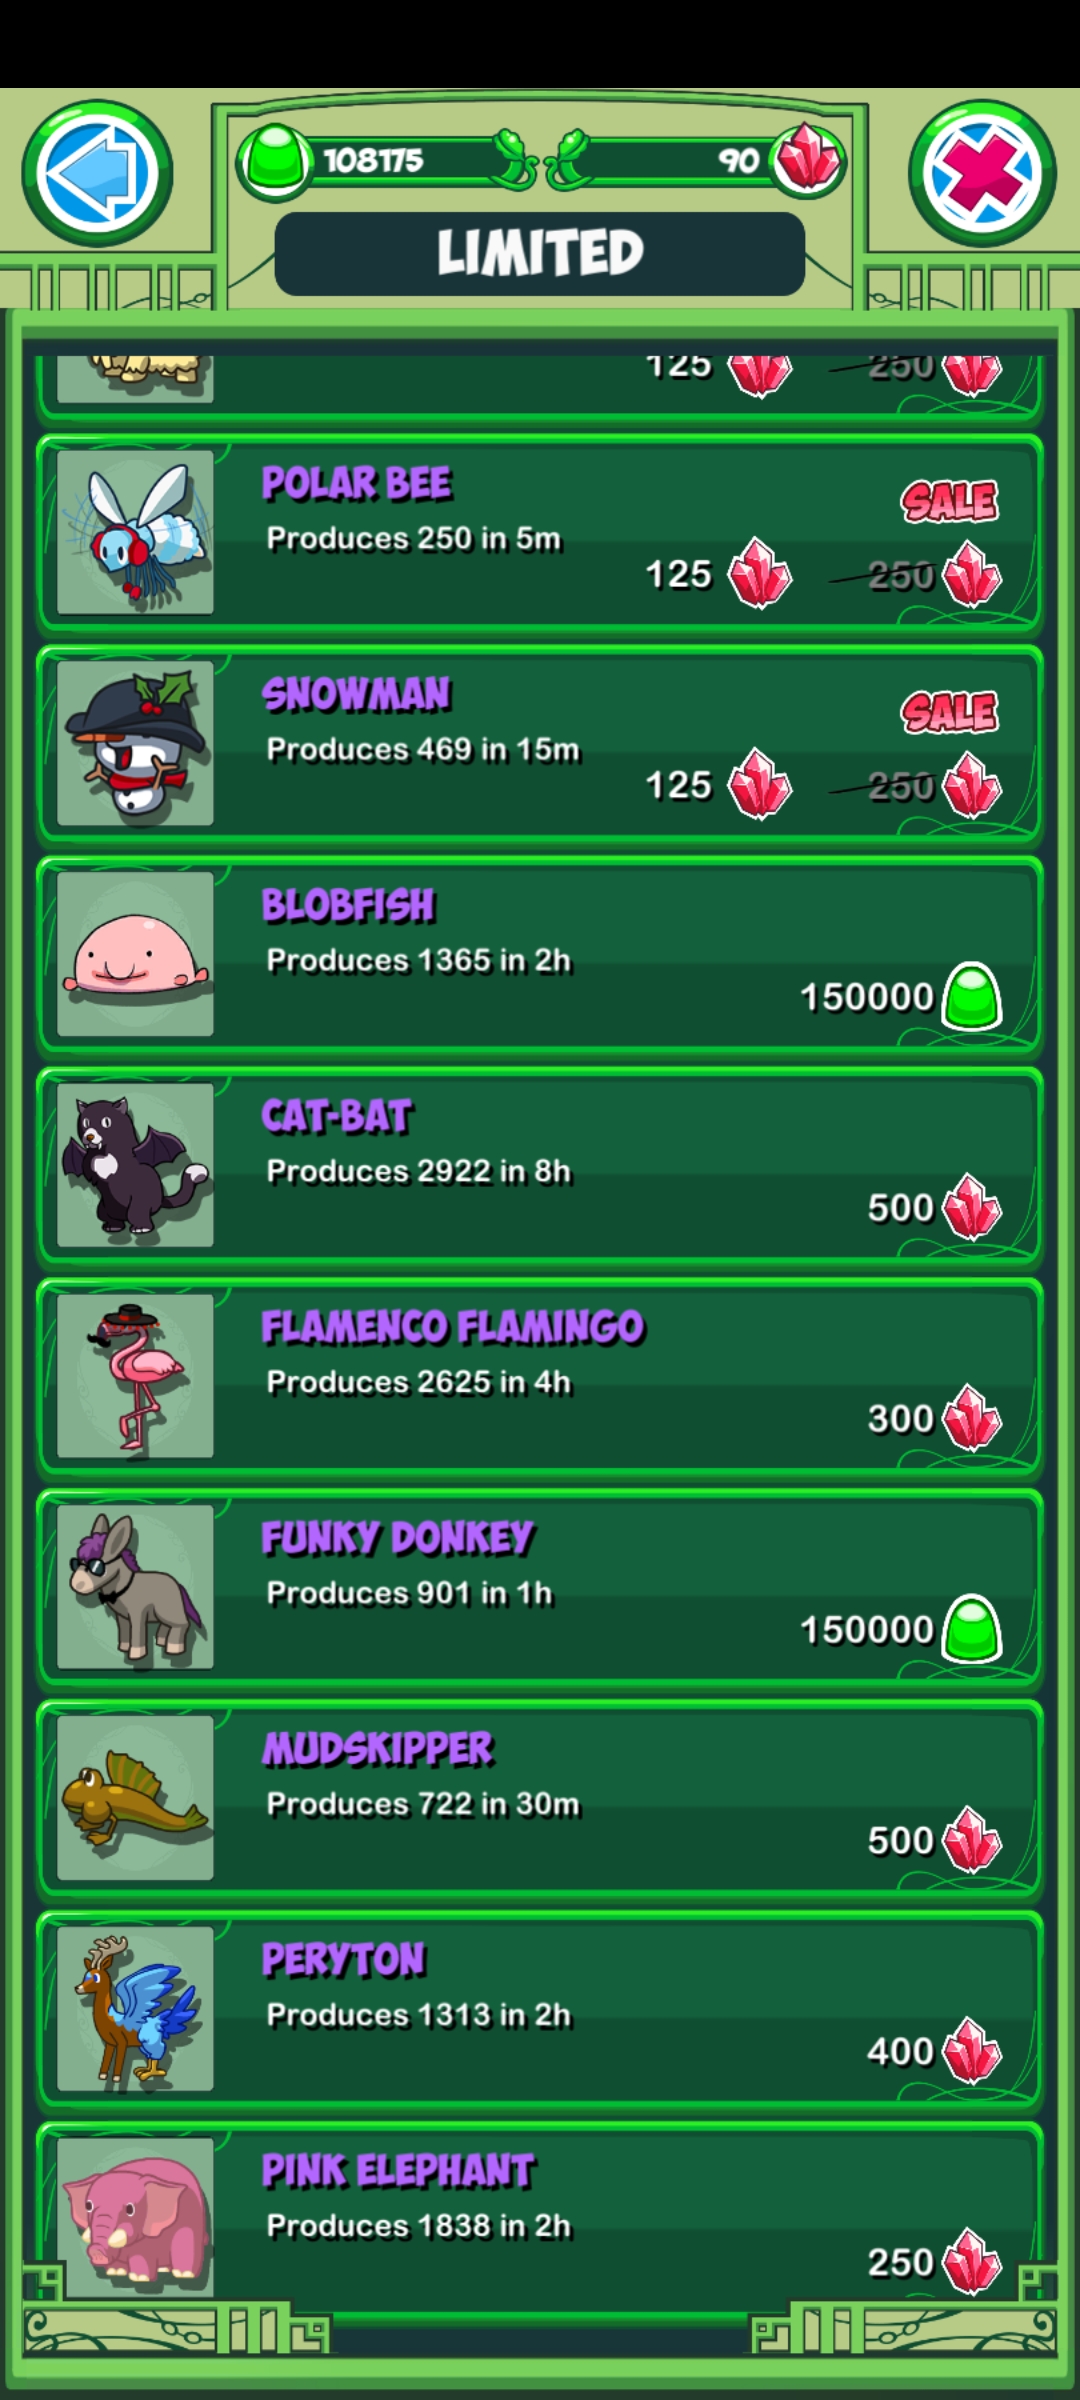 108175
90
LIMITED
125 250
POLAR BEE
SALE
Produces 250 in 5m
125 250
SNOWMAN
SALE
Produces 469 in 15m
125 250
BLOBFISH
Produces 1365 in 2h
150000
CAT-BAT
Produces 2922 in 8h
500
FLAMENCO FLAMINGO
Produces 2625 in 4h
300
FUNKY DONKEY
Produces 901 in 1h
150000
MUDSKIPPER
Produces 722 in 30m
500
PERYTON
Produces 1313 in 2h
400
PINK ELEPHANT
Produces 1838 in 2h
250